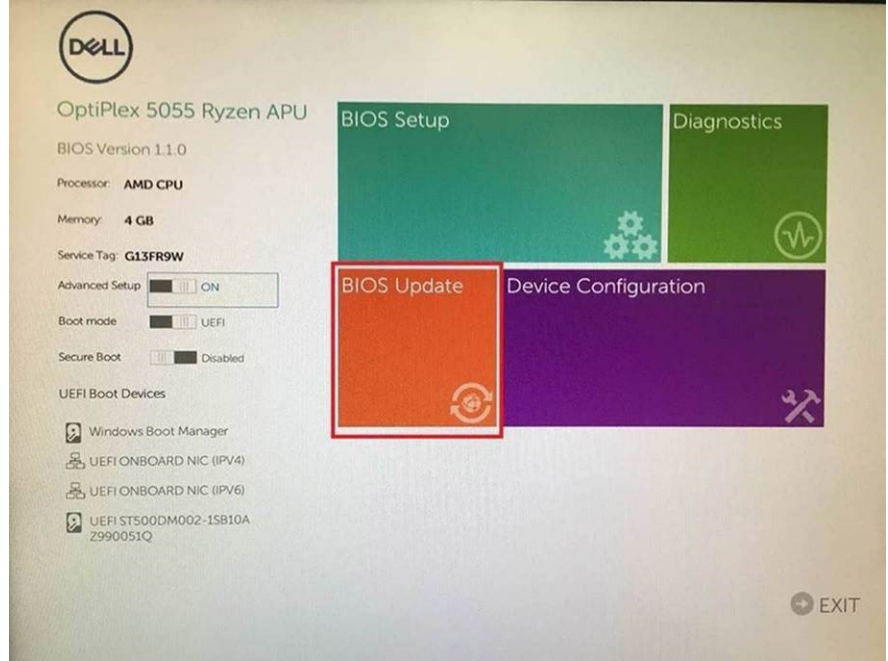 DELL
OptiPlex 5055 Ryzen APU
BIOS Version 1.1.0
Processor: AMD CPU
Memory: 4 GB
Service Tag: G13FR9W
Advanced Setup ON
Boot mode UEFI
Secure Boot Disabled
UEFI Boot Devices
Windows Boot Manager
UEFI ONBOARD NIC (IPV4)
UEFI ONBOARD NIC (IPV6)
UEFI ST500DM002-1SB10A
Z990051Q
BIOS Setup
Diagnostics
BIOS Update
Device Configuration
EXIT